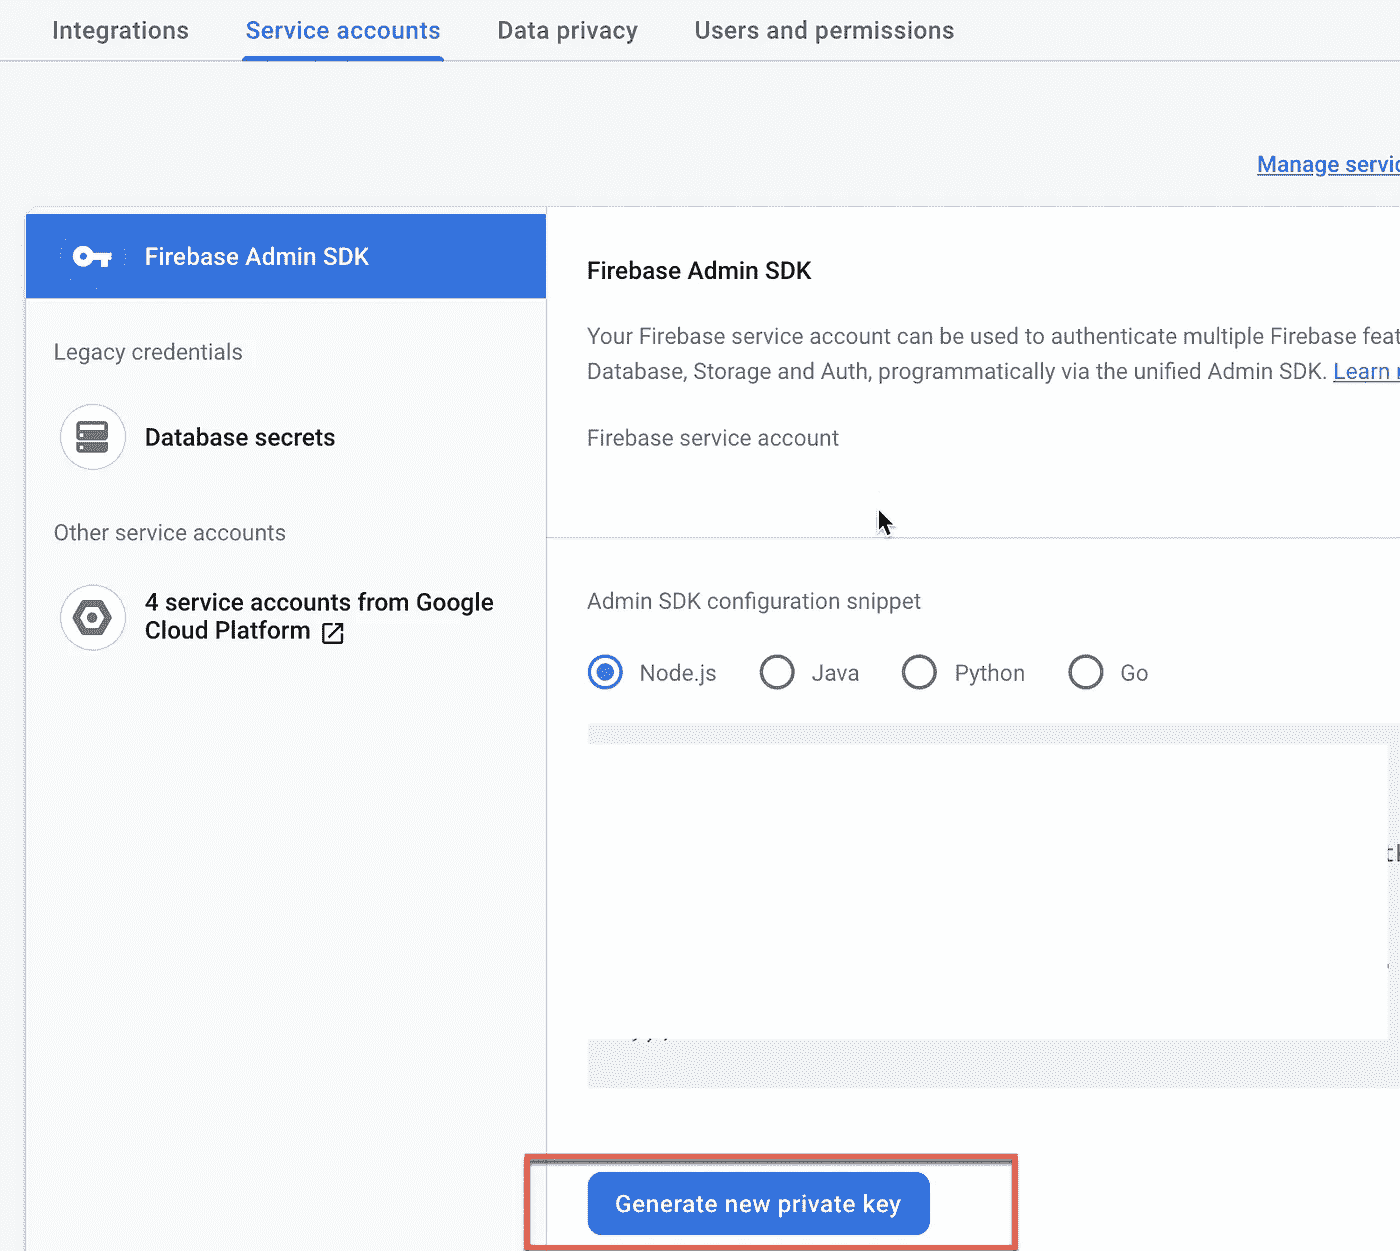 Integrations Service accounts Data privacy Users and permissions
Manage
Firebase Admin SDK
Legacy credentials
Database secrets
Other service accounts
4 service accounts from Google
Cloud Platform
Firebase Admin SDK
Your Firebase service account can be used to authenticate multiple Firebase
Database, Storage and Auth, programmatically via the unified Admin SDK. Learn
Firebase service account
Admin SDK configuration snippet
Node.js Java Python Go
Generate new private key